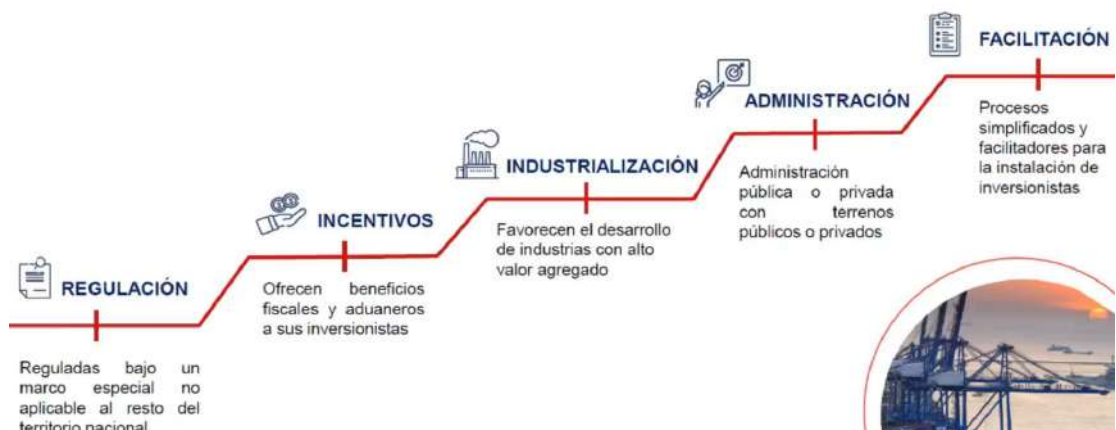 REGULACIÓN
Reguladas bajo un
marco especial no
aplicable al resto del
territorio nacional
INCENTIVOS
Ofrecen beneficios
fiscales y aduaneros
a sus inversionistas
INDUSTRIALIZACIÓN
Favorecen el desarrollo
de industrias con alto
valor agregado
ADMINISTRACIÓN
Administración
pública o privada
con terrenos
públicos o privados
FACILITACIÓN
Procesos
simplificados y
facilitadores para
la instalación de
inversionistas